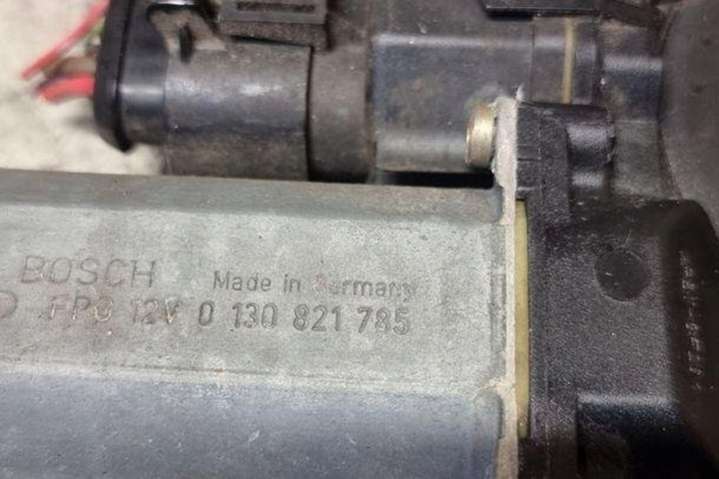 BOSCH Made in Germany
FPG 12V 0 130 821 785